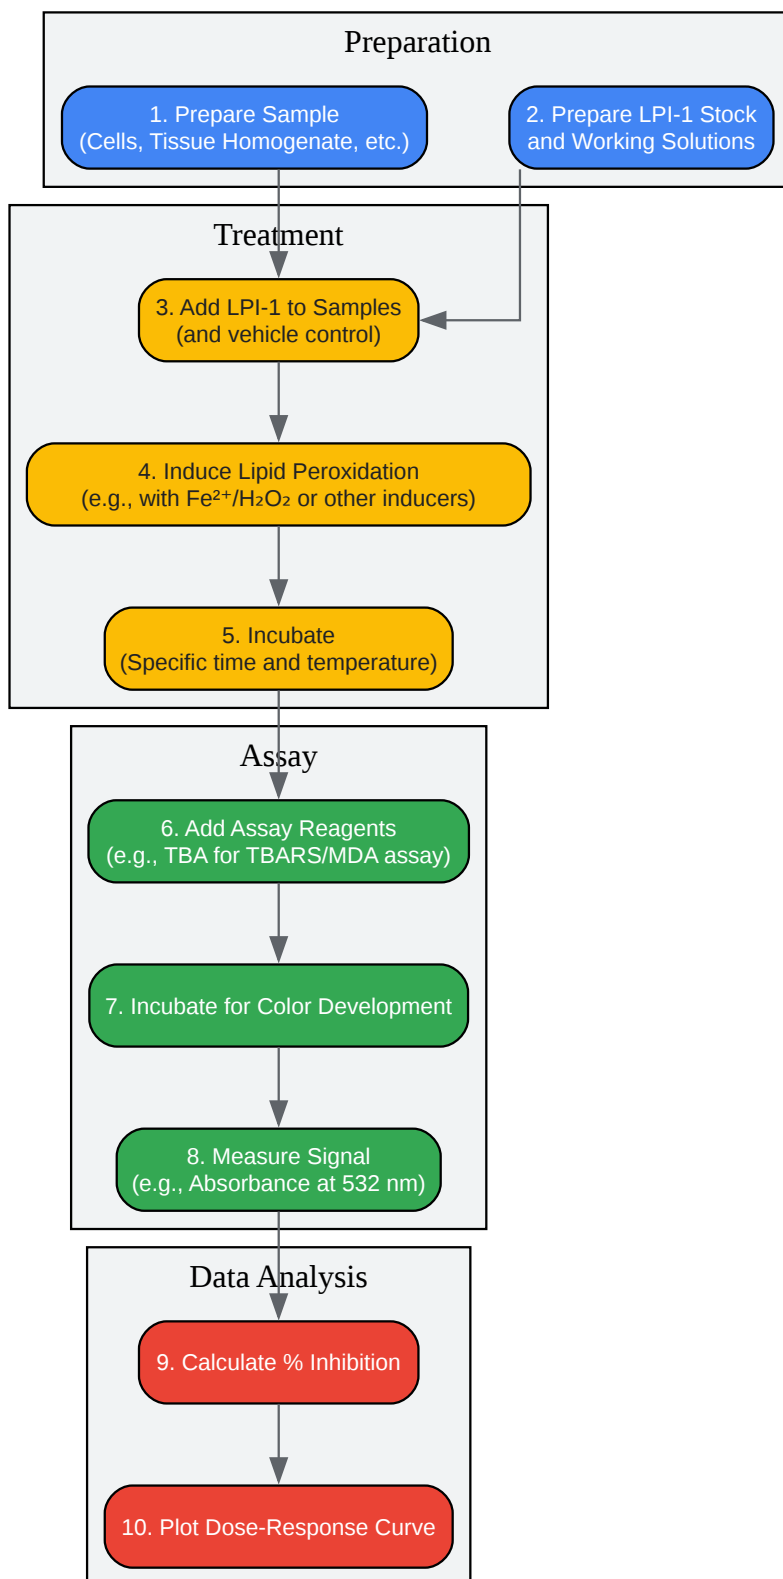 Preparation
1. Prepare Sample
(Cells, Tissue Homogenate, etc.)
2. Prepare LPI-1 Stock
and Working Solutions
Treatment
3. Add LPI-1 to Samples
(and vehicle control)
4. Induce Lipid Peroxidation
(e.g., with Fe²⁺/H₂O₂ or other inducers)
5. Incubate
(Specific time and temperature)
Assay
6. Add Assay Reagents
(e.g., TBA for TBARS/MDA assay)
7. Incubate for Color Development
8. Measure Signal
(e.g., Absorbance at 532 nm)
Data Analysis
9. Calculate % Inhibition
10. Plot Dose-Response Curve